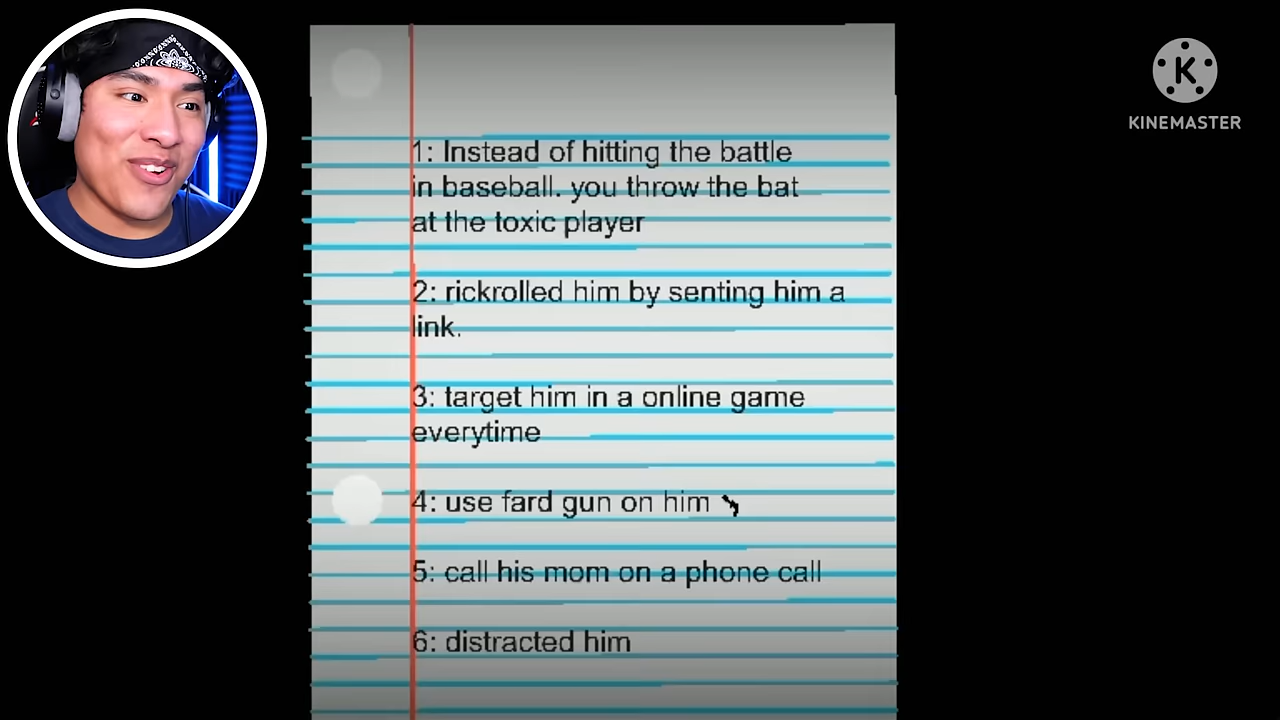 1: Instead of hitting the battle
in baseball. you throw the bat
at the toxic player
2: rickrolled him by senting him a
link.
3: target him in a online game
everytime
4: use fard gun on him
5: call his mom on a phone call
6: distracted him
K
KINEMASTER